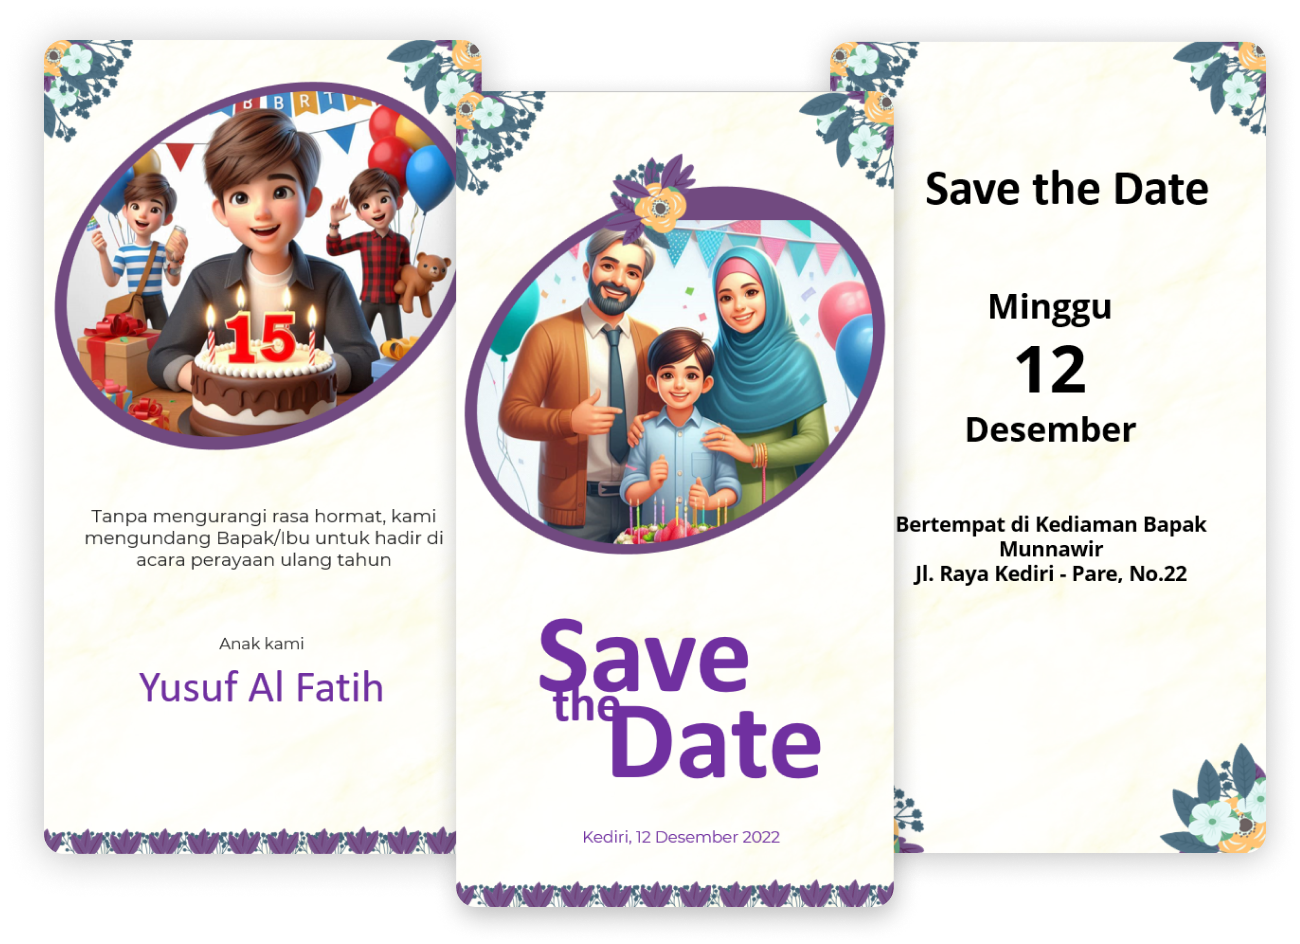 B BRT
15
Tanpa mengurangi rasa hormat, kami
mengundang Bapak/Ibu untuk hadir di
acara perayaan ulang tahun
Anak kami
Yusuf Al Fatih
Save
the
Date
Kediri, 12 Desember 2022
Save the Date
Minggu
12
Desember
Bertempat di Kediaman Bapak
Munnawir
Jl. Raya Kediri - Pare, No.22